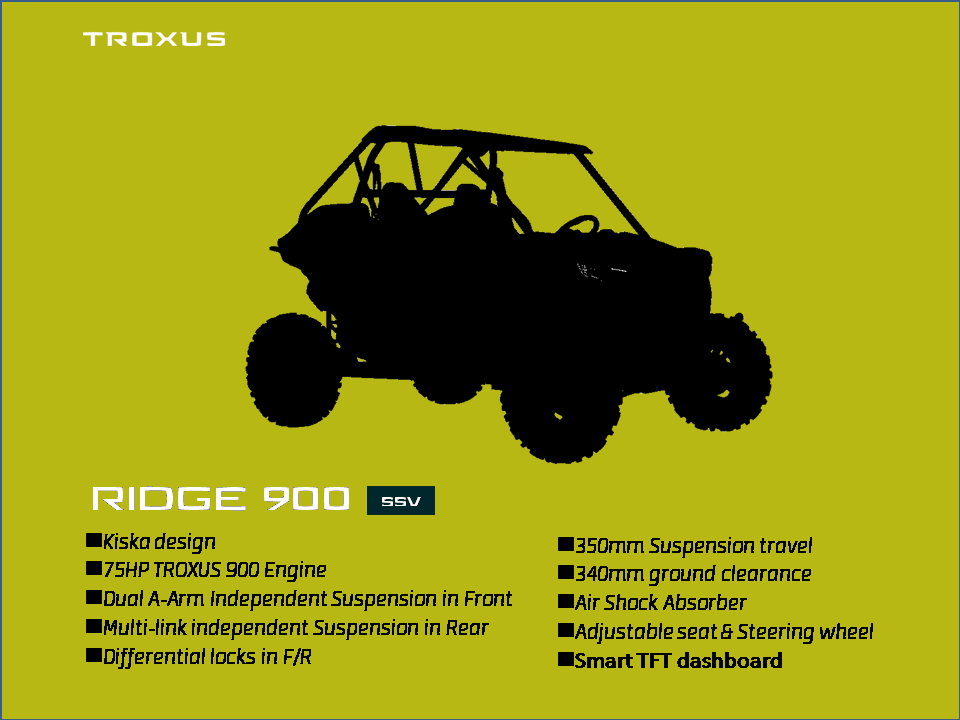 TROXUS
RIDGE 900 SSV
■Kiska design
■75HP TROXUS 900 Engine
■Dual A-Arm Independent Suspension in Front
■Multi-link independent Suspension in Rear
■Differential locks in F/R
■350mm Suspension travel
■340mm ground clearance
■Air Shock Absorber
■Adjustable seat & Steering wheel
■Smart TFT dashboard